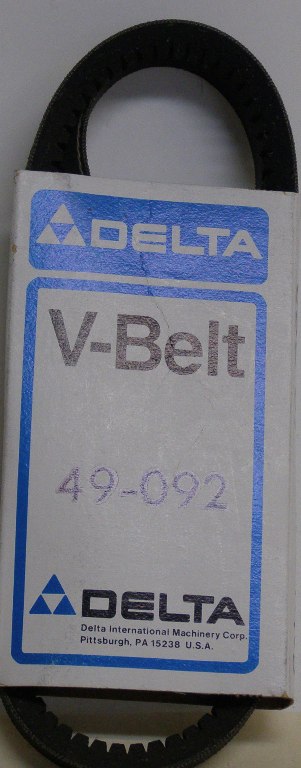 DELTA
V-Belt
49-092
DELTA
Delta International Machinery Corp.
Pittsburgh, PA 15238 U.S.A.